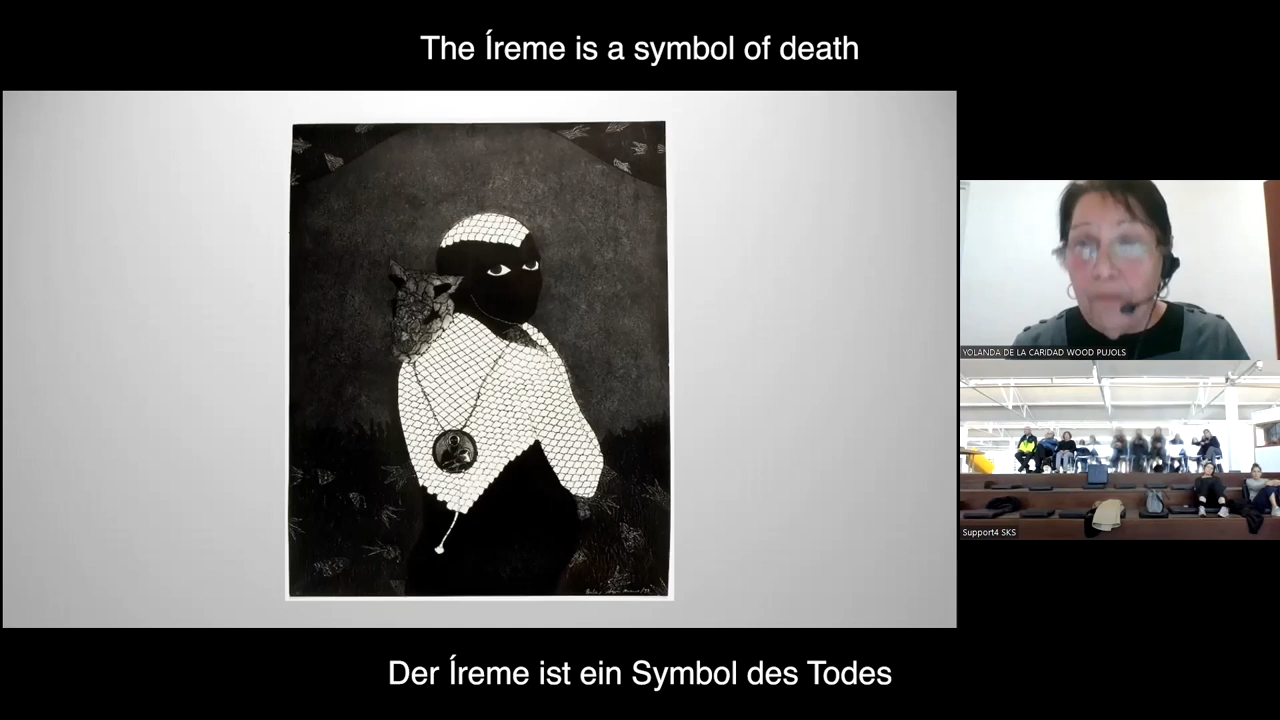 The Íreme is a symbol of death
YOLANDA DE LA CARIDAD WOOD PUJOLS
Support4 SKS
Der Íreme ist ein Symbol des Todes